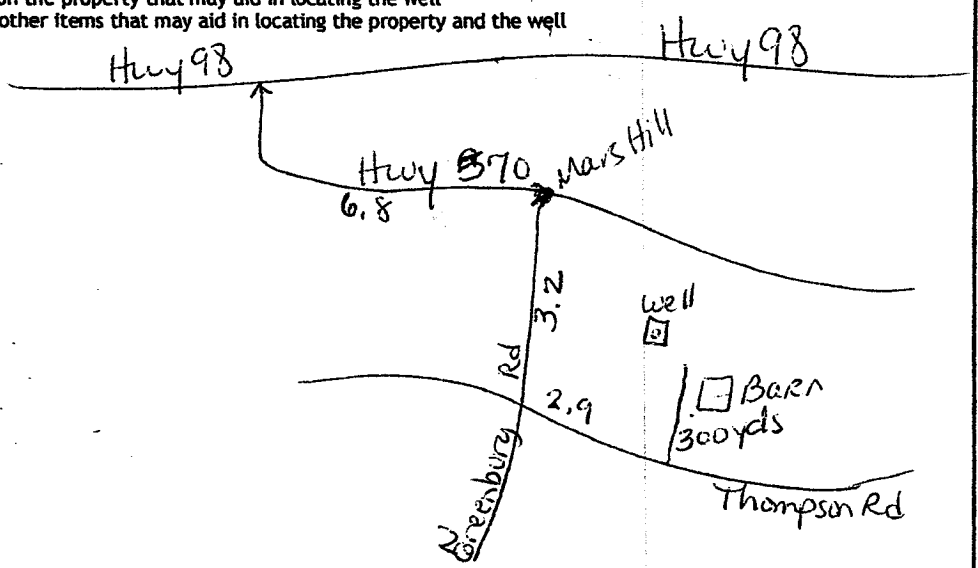 on the property that may aid in locating the well
other items that may aid in locating the property and the well
Hwy 98
Hwy 98
Hwy 570
Mars Hill
6.8
3.2
well
Rd
2.9
BARN
300yds
Greenbury
Thompson Rd